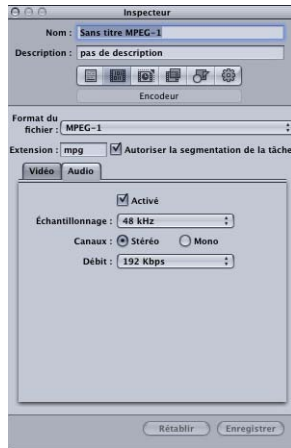 Inspecteur
Nom : Sans titre MPEG-1
Description : pas de description
Encodeur
Format du
fichier : MPEG-1
Extension : mpg Autoriser la segmentation de la tâche
Vidéo Audio
Activé
Échantillonnage : 48 kHz
Canaux : Stéréo Mono
Débit : 192 Kbps
Rétablir Enregistrer